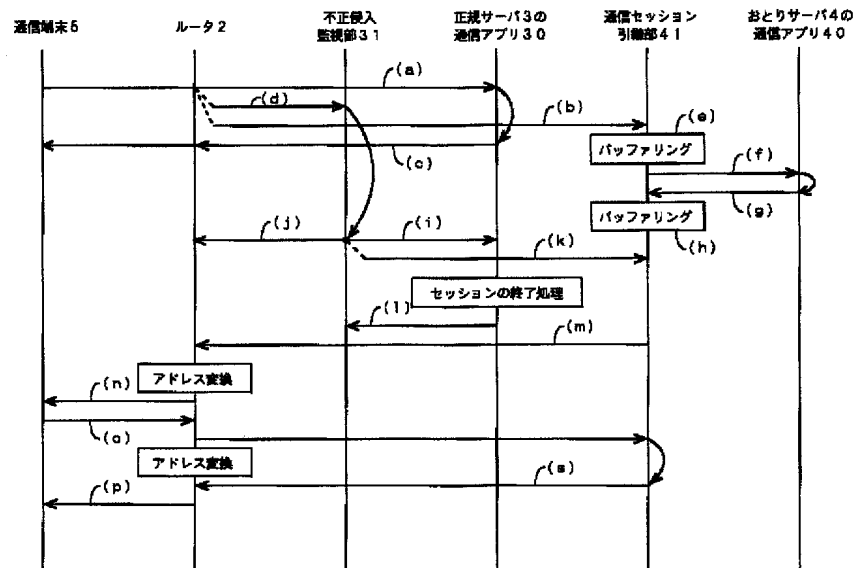 通信端末5
ルータ2
不正侵入
監視部31
正規サーバ3の
通信アプリ30
通信セッション
引継部41
おとりサーバ4の
通信アプリ40
(a)
(d)
(b)
(e)
バッファリング
(c)
(f)
(g)
バッファリング
(h)
(j)
(i)
(k)
セッションの終了処理
(l)
(m)
アドレス変換
(n)
(o)
アドレス変換
(s)
(p)